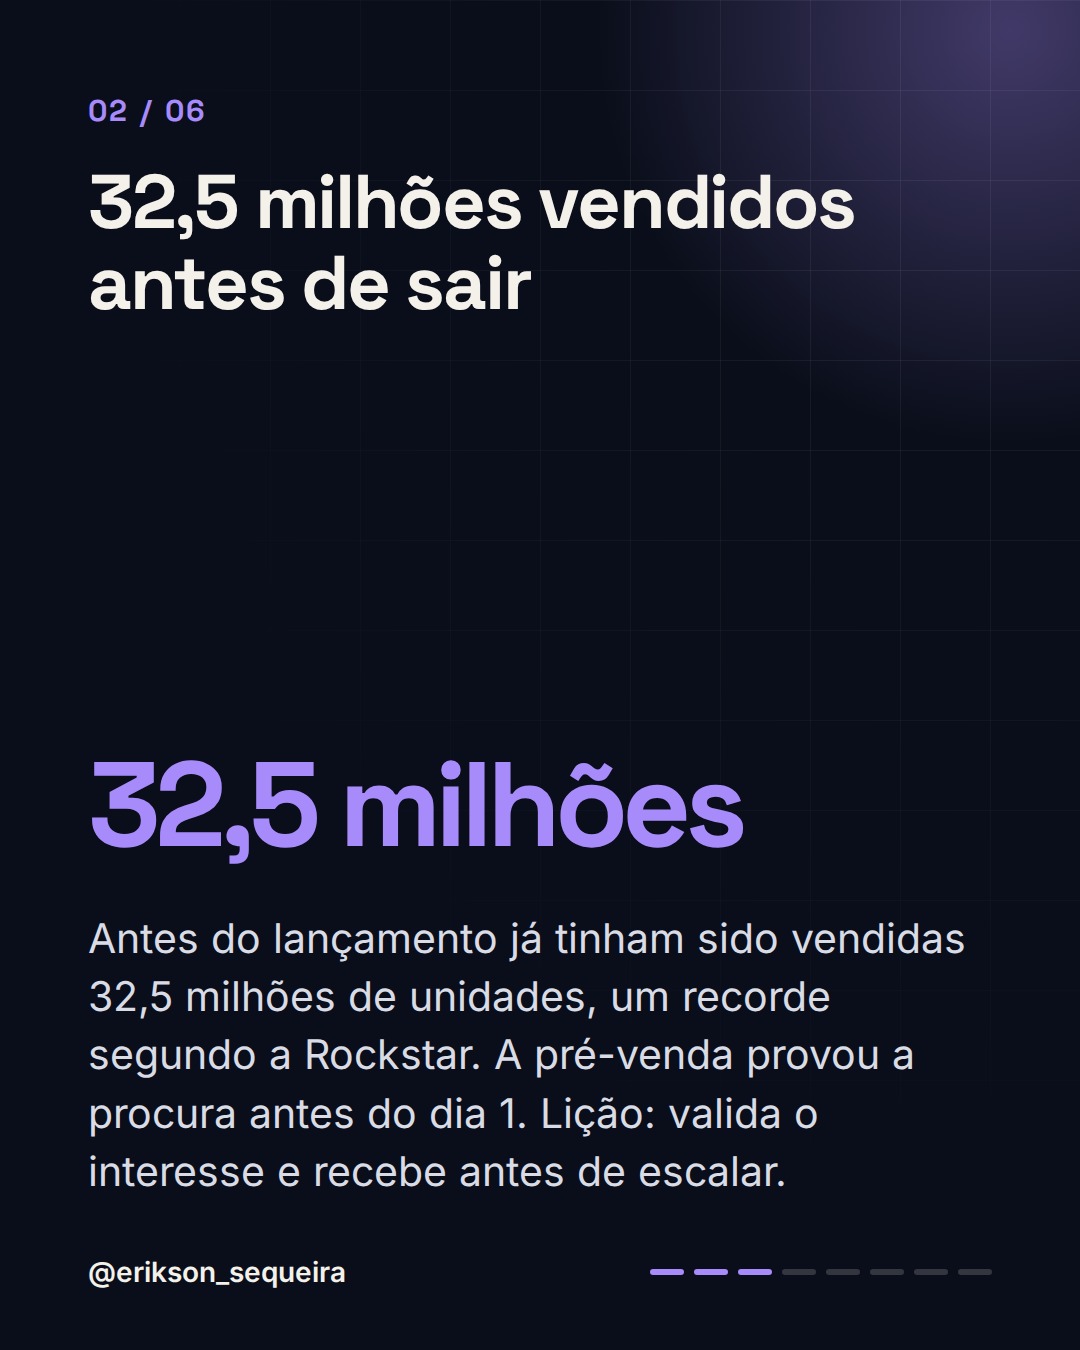 02 / 06
32,5 milhões vendidos
antes de sair
32,5 milhões
Antes do lançamento já tinham sido vendidas
32,5 milhões de unidades, um recorde
segundo a Rockstar. A pré-venda provou a
procura antes do dia 1. Lição: valida o
interesse e recebe antes de escalar.
@erikson_sequeira